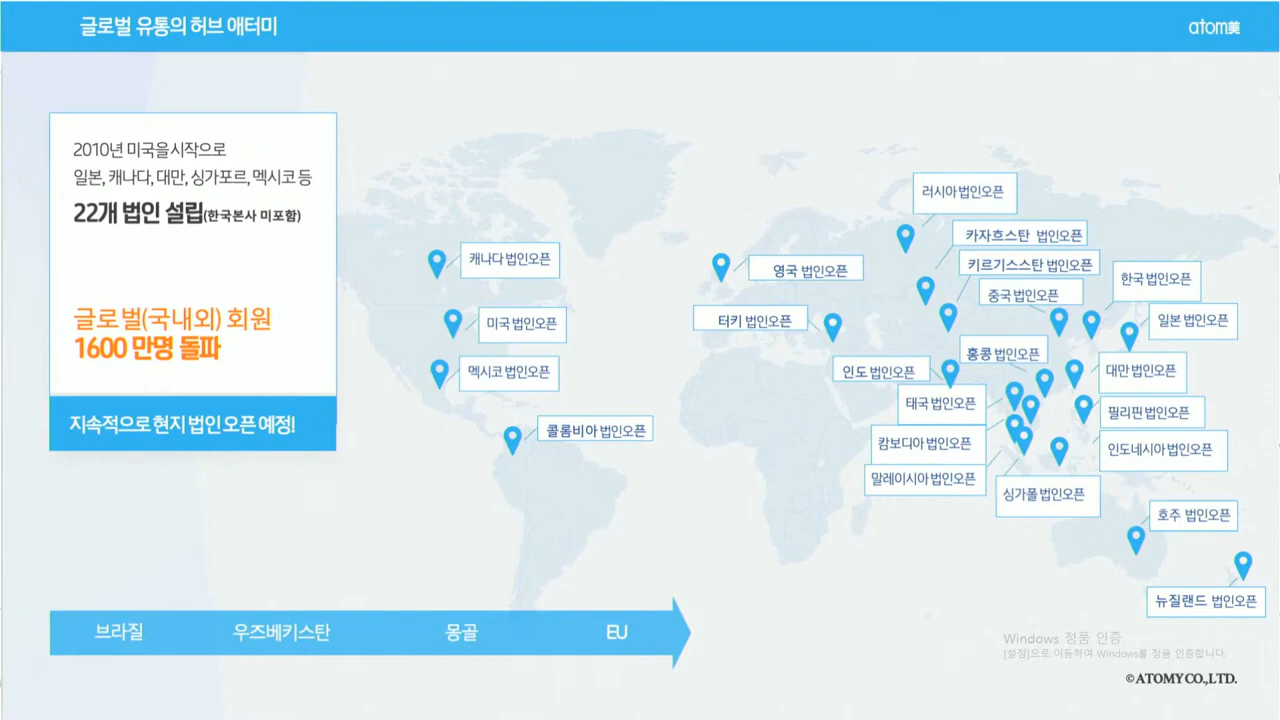 글로벌 유통의 허브 애터미
atom美
2010년 미국을시작으로
일본, 캐나다, 대만, 싱가포르, 멕시코 등
22개 법인 설립(한국본사 미포함)
글로벌(국내외) 회원
1600 만명 돌파
지속적으로 현지 법인 오픈 예정!
캐나다 법인오픈
미국 법인오픈
멕시코 법인오픈
콜롬비아 법인오픈
영국 법인오픈
터키 법인오픈
러시아 법인오픈
카자흐스탄 법인오픈
키르기스스탄 법인오픈
중국 법인오픈
한국 법인오픈
일본 법인오픈
홍콩 법인오픈
인도 법인오픈
대만 법인오픈
태국 법인오픈
필리핀 법인오픈
캄보디아 법인오픈
인도네시아 법인오픈
말레이시아 법인오픈
싱가폴 법인오픈
호주 법인오픈
뉴질랜드 법인오픈
브라질 우즈베키스탄 몽골 EU
Windows 정품 인증
[설정]으로 이동하여 Windows를 정품 인증합니다.
©ATOMY CO.,LTD.